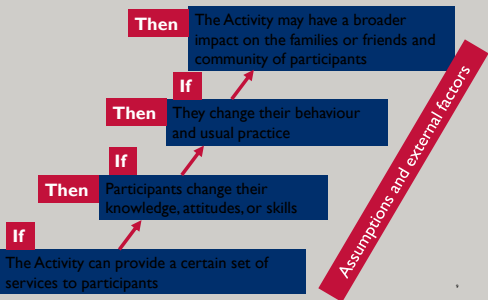 Then
The Activity may have a broader
impact on the families or friends and
community of participants
If
Then
They change their behaviour
and usual practice
If
Then
Participants change their
knowledge, attitudes, or skills
If
The Activity can provide a certain set of
services to participants
Assumptions and external factors